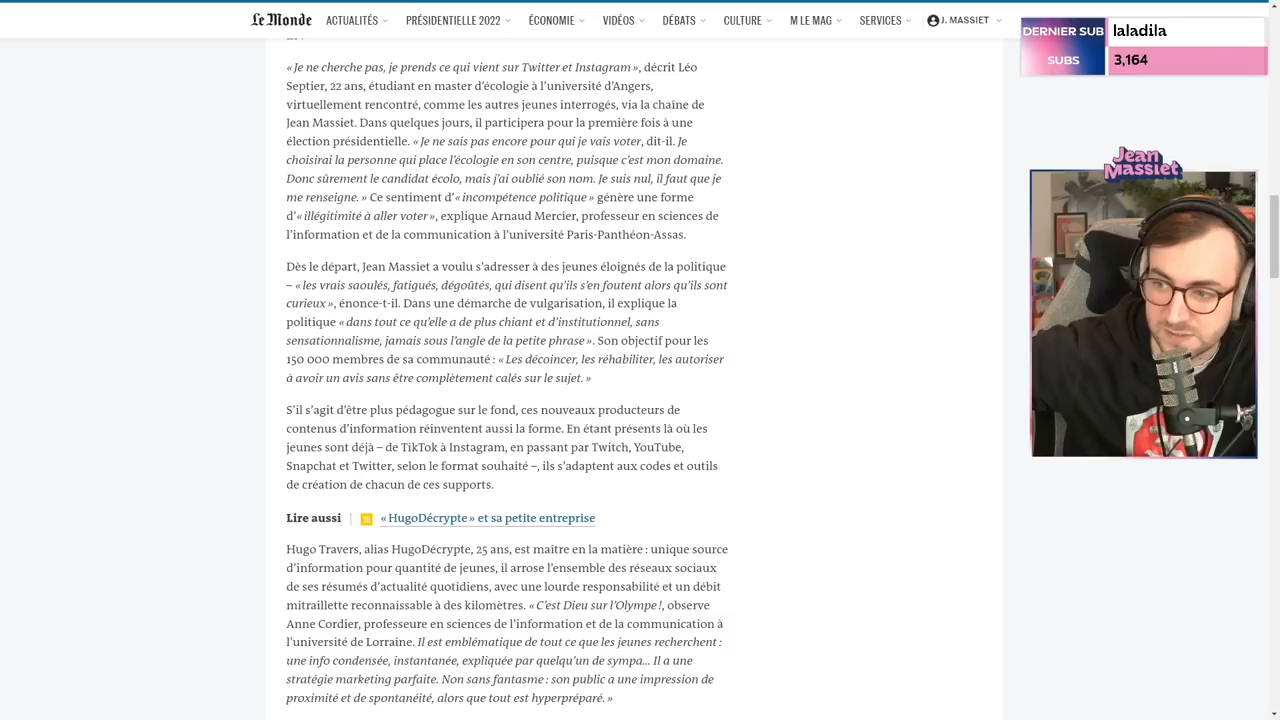 Le Monde
ACTUALITÉS
PRÉSIDENTIELLE 2022
ÉCONOMIE
VIDÉOS
DÉBATS
CULTURE
M LE MAG
SERVICES
J. MASSIET
DERNIER SUB
laladila
SUBS
3,164
Jean
Massiet
« Je ne cherche pas, je prends ce qui vient sur Twitter et Instagram », décrit Léo
Septier, 22 ans, étudiant en master d’écologie à l’université d’Angers,
virtuellement rencontré, comme les autres jeunes interrogés, via la chaîne de
Jean Massiet. Dans quelques jours, il participera pour la première fois à une
élection présidentielle. « Je ne sais pas encore pour qui je vais voter, dit-il. Je
choisirai la personne qui place l’écologie en son centre, puisque c’est mon domaine.
Donc sûrement le candidat écolo, mais j’ai oublié son nom. Je suis nul, il faut que je
me renseigne. » Ce sentiment d’« incompétence politique » génère une forme
d’« illégitimité à aller voter », explique Arnaud Mercier, professeur en sciences de
l’information et de la communication à l’université Paris-Panthéon-Assas.
Dès le départ, Jean Massiet a voulu s’adresser à des jeunes éloignés de la politique
– « les vrais saoulés, fatigués, dégoûtés, qui disent qu’ils s’en foutent alors qu’ils sont
curieux », énonce-t-il. Dans une démarche de vulgarisation, il explique la
politique « dans tout ce qu’elle a de plus chiant et d’institutionnel, sans
sensationnalisme, jamais sous l’angle de la petite phrase ». Son objectif pour les
150 000 membres de sa communauté : « Les décoincer, les réhabiliter, les autoriser
à avoir un avis sans être complètement calés sur le sujet. »
S’il s’agit d’être plus pédagogue sur le fond, ces nouveaux producteurs de
contenus d’information réinventent aussi la forme. En étant présents là où les
jeunes sont déjà – de TikTok à Instagram, en passant par Twitch, YouTube,
Snapchat et Twitter, selon le format souhaité –, ils s’adaptent aux codes et outils
de création de chacun de ces supports.
Lire aussi | « HugoDécrypte » et sa petite entreprise
Hugo Travers, alias HugoDécrypte, 25 ans, est maître en la matière : unique source
d’information pour quantité de jeunes, il arrose l’ensemble des réseaux sociaux
de ses résumés d’actualité quotidiens, avec une lourde responsabilité et un débit
mitraillette reconnaissable à des kilomètres. « C’est Dieu sur l’Olympe !, observe
Anne Cordier, professeure en sciences de l’information et de la communication à
l’université de Lorraine. Il est emblématique de tout ce que les jeunes recherchent :
une info condensée, instantanée, expliquée par quelqu’un de sympa… Il a une
stratégie marketing parfaite. Non sans fantasme : son public a une impression de
proximité et de spontanéité, alors que tout est hyperpréparé. »